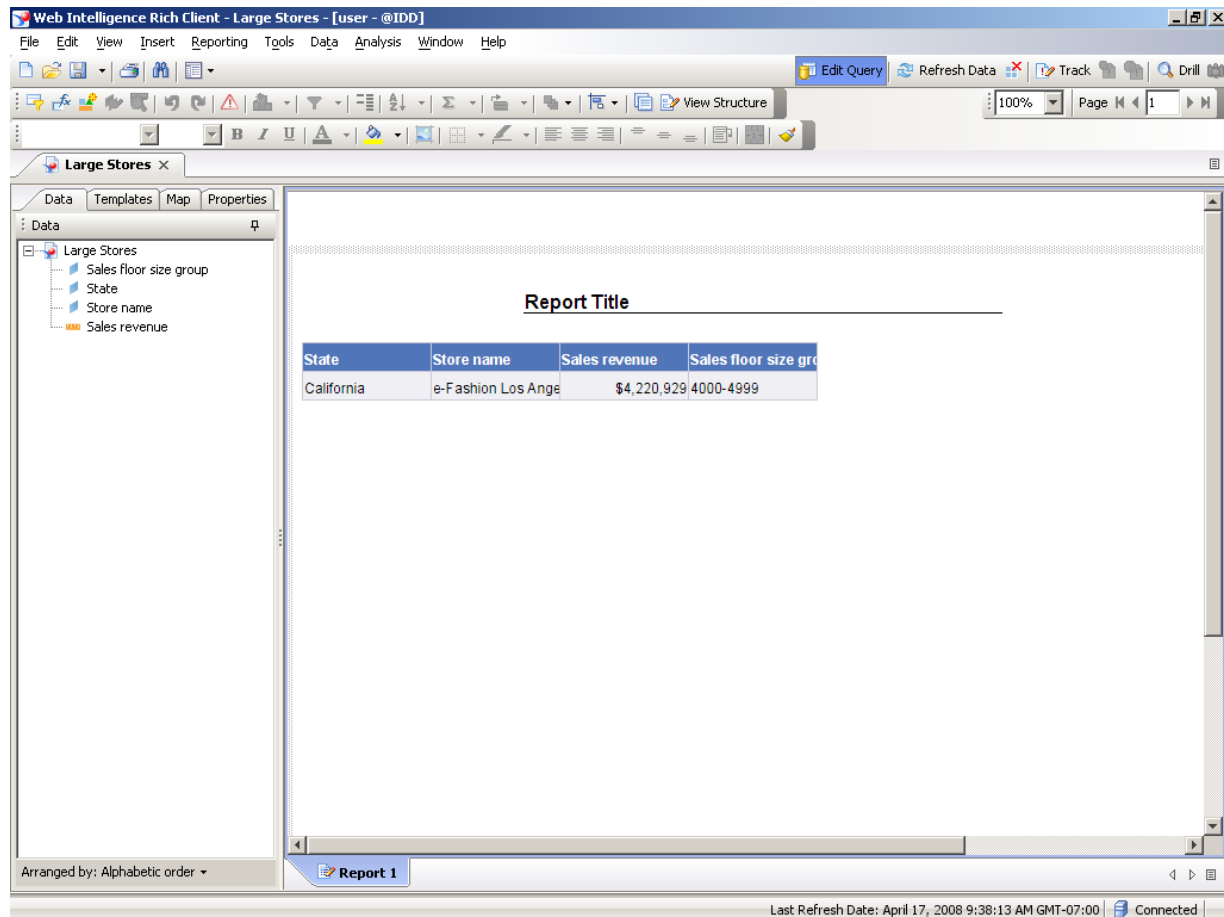 Web Intelligence Rich Client - Large Stores - [user - @IDD]
File Edit View Insert Reporting Tools Data Analysis Window Help
Edit Query Refresh Data Track Drill
View Structure 100% Page 1
B I U A
Large Stores
Data Templates Map Properties
Data
Large Stores
Sales floor size group
State
Store name
Sales revenue
Report Title
State Store name Sales revenue Sales floor size gro
California e-Fashion Los Ange $4,220,929 4000-4999
Arranged by: Alphabetic order
Report 1
Last Refresh Date: April 17, 2008 9:38:13 AM GMT-07:00 Connected